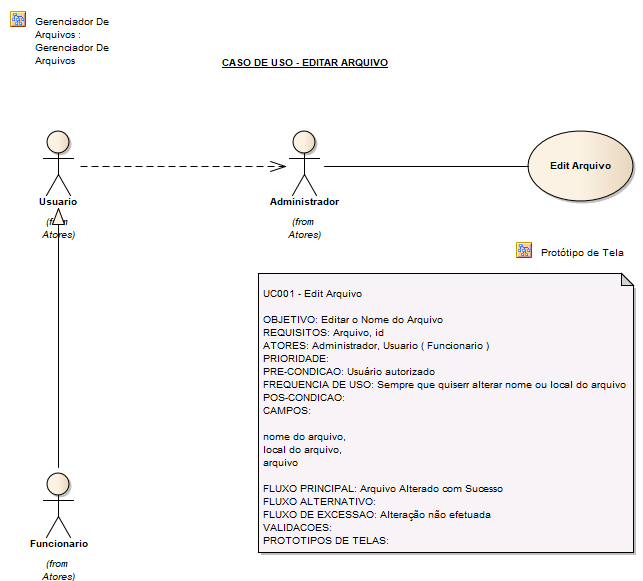 Gerenciador De
Arquivos :
Gerenciador De
Arquivos
CASO DE USO - EDITAR ARQUIVO
Usuario
(from
Atores)
Administrador
(from
Atores)
Edit Arquivo
Protótipo de Tela
UC001 - Edit Arquivo
OBJETIVO: Editar o Nome do Arquivo
REQUISITOS: Arquivo, id
ATORES: Administrador, Usuario ( Funcionario )
PRIORIDADE:
PRE-CONDICAO: Usuário autorizado
FREQUENCIA DE USO: Sempre que quiserr alterar nome ou local do arquivo
POS-CONDICAO:
CAMPOS:
nome do arquivo,
local do arquivo,
arquivo
FLUXO PRINCIPAL: Arquivo Alterado com Sucesso
FLUXO ALTERNATIVO:
FLUXO DE EXCESSAO: Alteração não efetuada
VALIDACOES:
PROTOTIPOS DE TELAS:
Funcionario
(from
Atores)